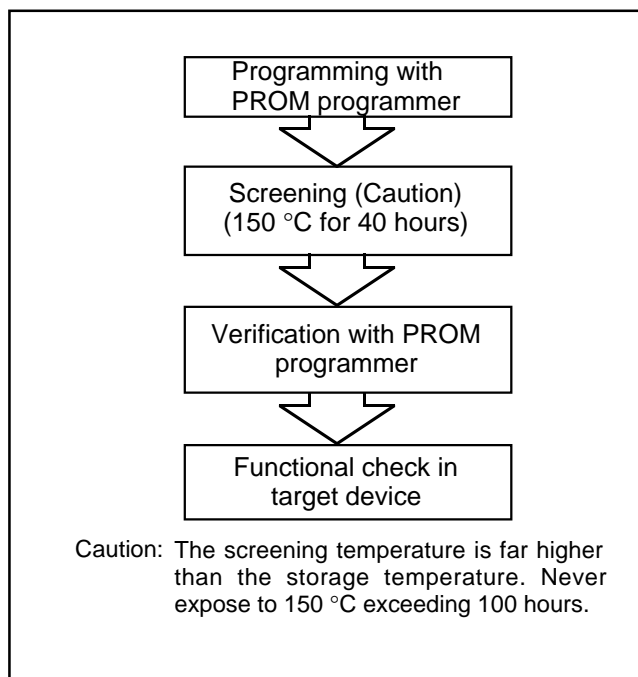 Programming with
PROM programmer
Screening (Caution)
(150 °C for 40 hours)
Verification with PROM
programmer
Functional check in
target device
Caution: The screening temperature is far higher
than the storage temperature. Never
expose to 150 °C exceeding 100 hours.